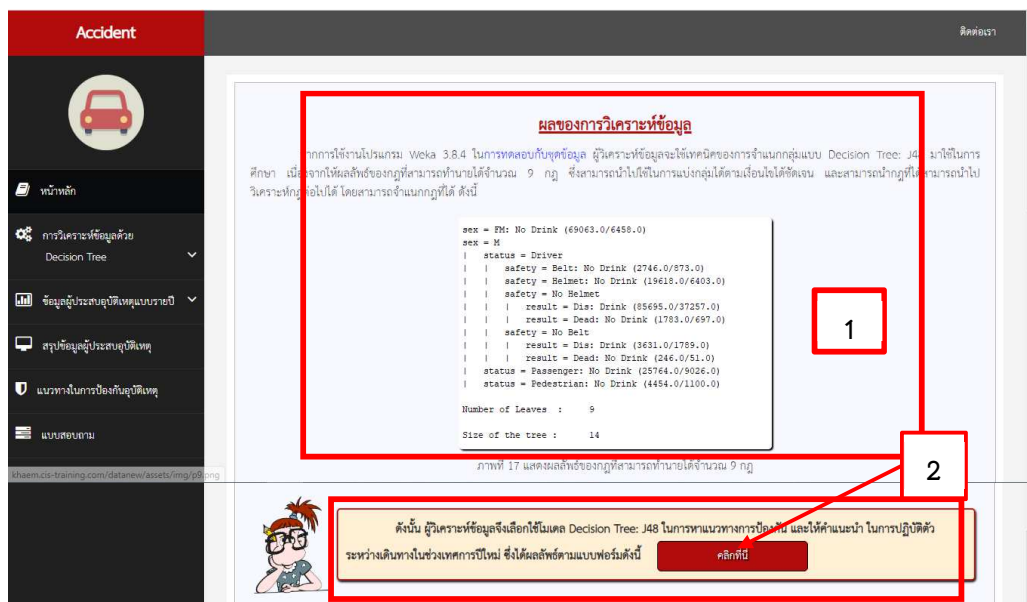 Accident
ติดต่อเรา
หน้าหลัก
การวิเคราะห์ข้อมูลด้วย
Decision Tree
ข้อมูลผู้ประสบอุบัติเหตุแบบรายปี
สรุปข้อมูลผู้ประสบอุบัติเหตุ
แนวทางในการป้องกันอุบัติเหตุ
แบบสอบถาม
khaem.cis-training.com/datanew/assets/img/p9.png
ผลของการวิเคราะห์ข้อมูล
จากการใช้งานโปรแกรม Weka 3.8.4 ในการทดสอบกับชุดข้อมูล ผู้วิเคราะห์ข้อมูลจะใช้เทคนิคของการจำแนกกลุ่มแบบ Decision Tree: J48 มาใช้ในการ
ศึกษา เนื่องจากให้ผลลัพธ์ของกฎที่สามารถทำนายได้จำนวน 9 กฎ ซึ่งสามารถนำไปใช้ในการแบ่งกลุ่มได้ตามเงื่อนไขได้ชัดเจน และสามารถนำกฎที่ได้สามารถนำไป
วิเคราะห์กฎต่อไปได้ โดยสามารถจำแนกกฎที่ได้ ดังนี้
sex = FM: No Drink (69063.0/6458.0)
sex = M
|   status = Driver
|   |   safety = Belt: No Drink (2746.0/873.0)
|   |   safety = Helmet: No Drink (19618.0/6403.0)
|   |   safety = No Helmet
|   |   |   result = Dis: Drink (85695.0/37257.0)
|   |   |   result = Dead: No Drink (1783.0/697.0)
|   |   safety = No Belt
|   |   |   result = Dis: Drink (3631.0/1789.0)
|   |   |   result = Dead: No Drink (246.0/51.0)
|   status = Passenger: No Drink (25764.0/9026.0)
|   status = Pedestrian: No Drink (4454.0/1100.0)
Number of Leaves  :     9
Size of the tree :     14
1
ภาพที่ 17 แสดงผลลัพธ์ของกฎที่สามารถทำนายได้จำนวน 9 กฎ
2
ดังนั้น ผู้วิเคราะห์ข้อมูลจึงเลือกใช้โมเดล Decision Tree: J48 ในการหาแนวทางการป้องกัน และให้คำแนะนำ ในการปฏิบัติตัว
ระหว่างเดินทางในช่วงเทศการปีใหม่ ซึ่งได้ผลลัพธ์ตามแบบฟอร์มดังนี้ คลิกที่นี่